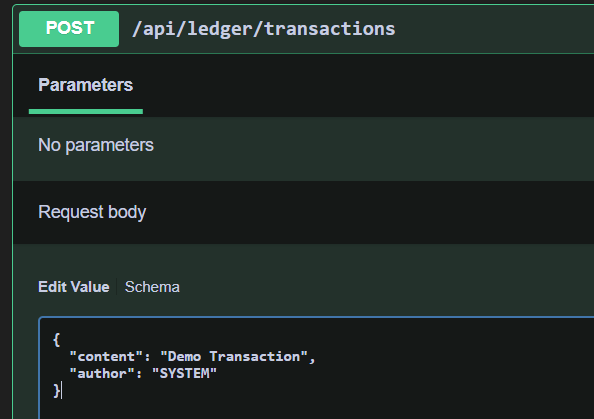 POST /api/ledger/transactions
Parameters
No parameters
Request body
Edit Value Schema
{
"content": "Demo Transaction",
"author": "SYSTEM"
}